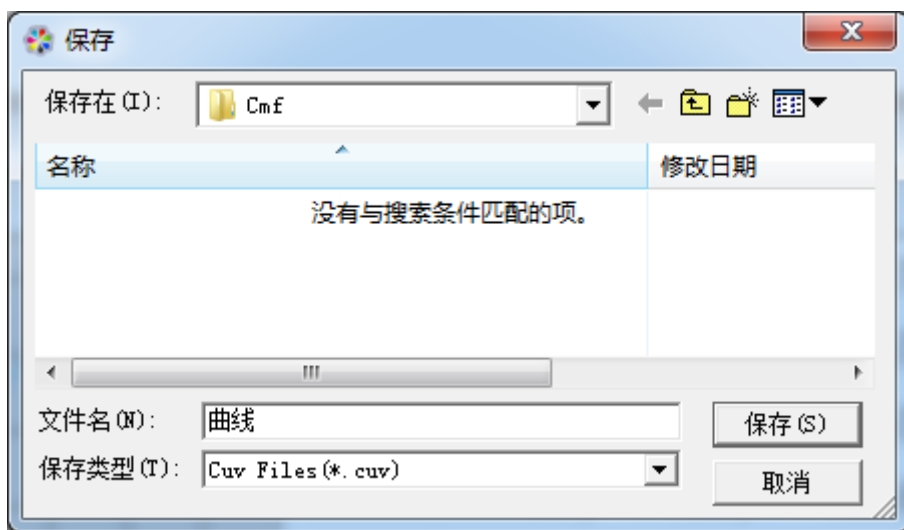 保存
保存在(I): Cmf
名称 修改日期
没有与搜索条件匹配的项。
文件名(N): 曲线 保存(S)
保存类型(T): Cuv Files(*.cuv) 取消